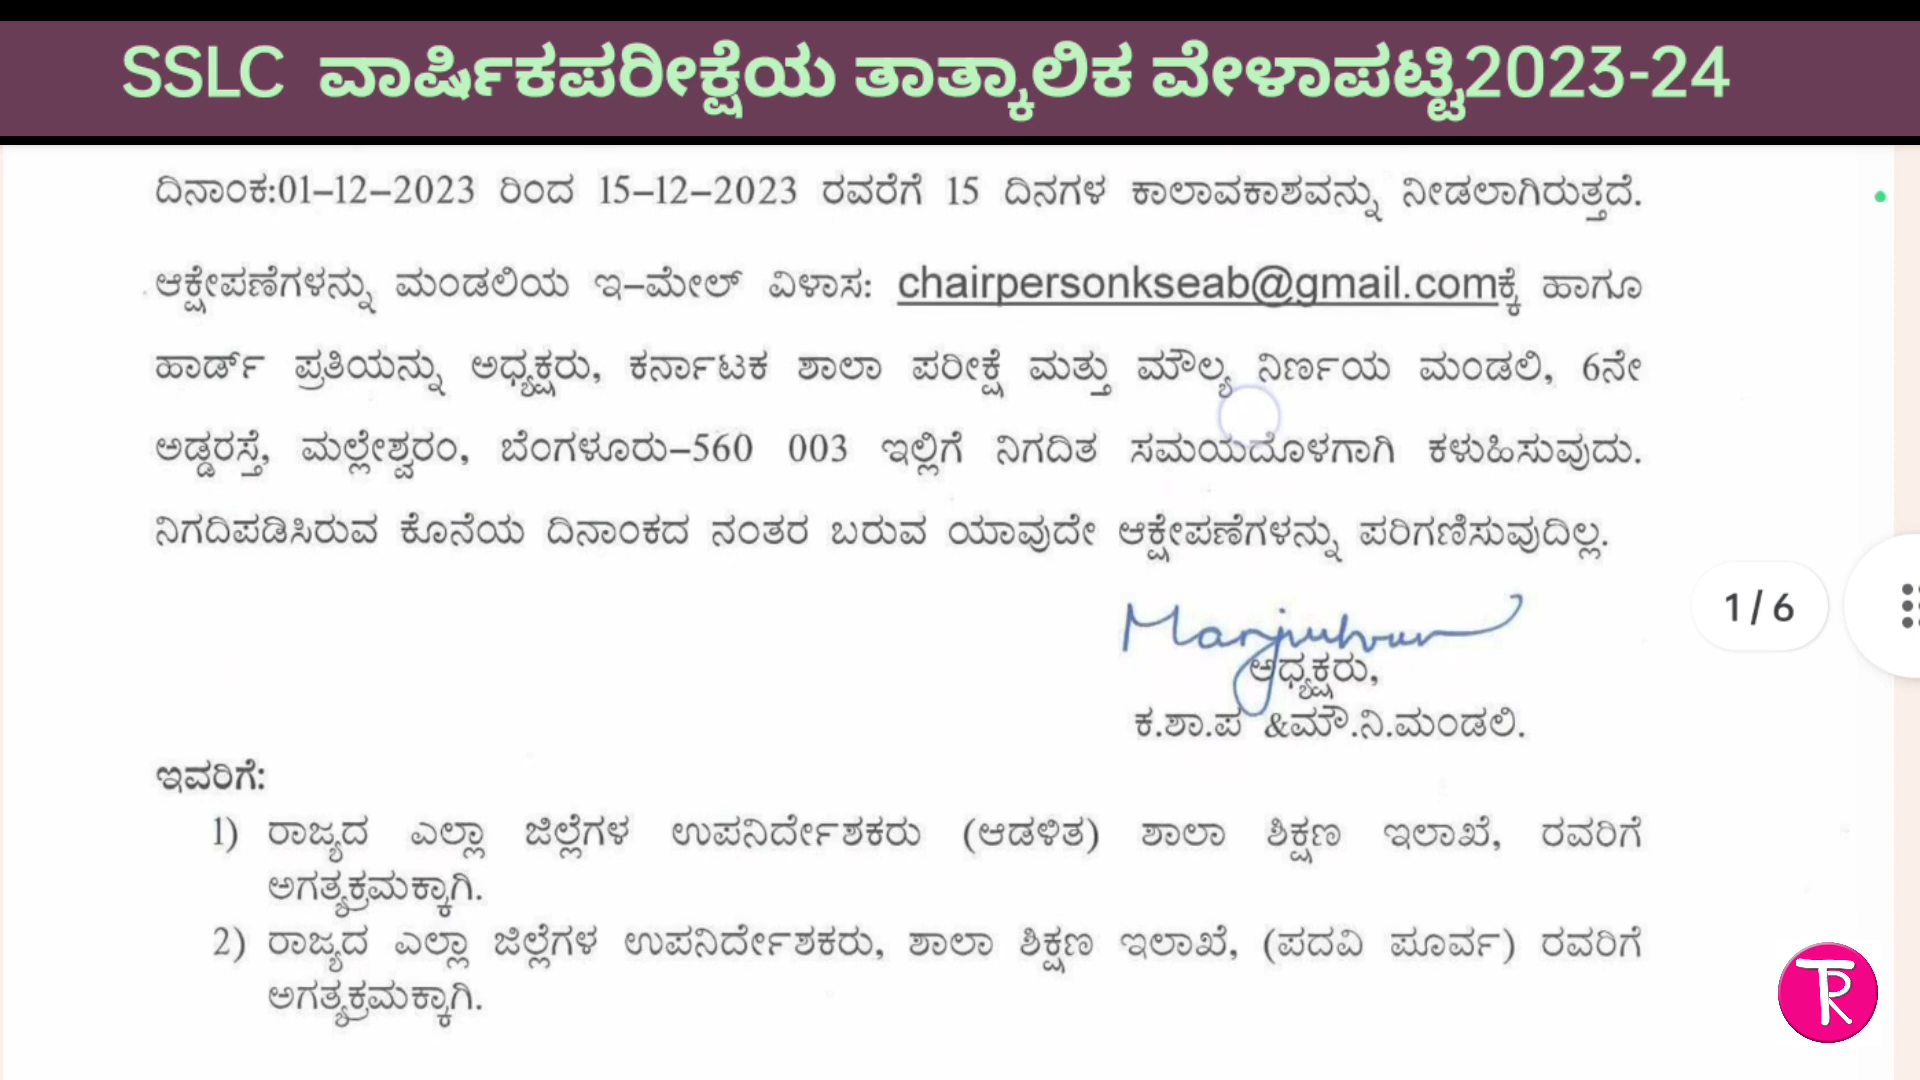 SSLC ವಾರ್ಷಿಕಪರೀಕ್ಷೆಯ ತಾತ್ಕಾಲಿಕ ವೇಳಾಪಟ್ಟಿ2023-24
ದಿನಾಂಕ:01–12–2023 ರಿಂದ 15–12–2023 ರವರೆಗೆ 15 ದಿನಗಳ ಕಾಲಾವಕಾಶವನ್ನು ನೀಡಲಾಗಿರುತ್ತದೆ.
ಆಕ್ಷೇಪಣೆಗಳನ್ನು ಮಂಡಲಿಯ ಇ–ಮೇಲ್ ವಿಳಾಸ: chairpersonkseab@gmail.comಕ್ಕೆ ಹಾಗೂ
ಹಾರ್ಡ್ ಪ್ರತಿಯನ್ನು ಅಧ್ಯಕ್ಷರು, ಕರ್ನಾಟಕ ಶಾಲಾ ಪರೀಕ್ಷೆ ಮತ್ತು ಮೌಲ್ಯ ನಿರ್ಣಯ ಮಂಡಲಿ, 6ನೇ
ಅಡ್ಡರಸ್ತೆ, ಮಲ್ಲೇಶ್ವರಂ, ಬೆಂಗಳೂರು–560 003 ಇಲ್ಲಿಗೆ ನಿಗದಿತ ಸಮಯದೊಳಗಾಗಿ ಕಳುಹಿಸುವುದು.
ನಿಗದಿಪಡಿಸಿರುವ ಕೊನೆಯ ದಿನಾಂಕದ ನಂತರ ಬರುವ ಯಾವುದೇ ಆಕ್ಷೇಪಣೆಗಳನ್ನು ಪರಿಗಣಿಸುವುದಿಲ್ಲ.
1 / 6
ಅಧ್ಯಕ್ಷರು,
ಕ.ಶಾ.ಪ &ಮೌ.ನಿ.ಮಂಡಲಿ.
ಇವರಿಗೆ:
1) ರಾಜ್ಯದ ಎಲ್ಲಾ ಜಿಲ್ಲೆಗಳ ಉಪನಿರ್ದೇಶಕರು (ಆಡಳಿತ) ಶಾಲಾ ಶಿಕ್ಷಣ ಇಲಾಖೆ, ರವರಿಗೆ
ಅಗತ್ಯಕ್ರಮಕ್ಕಾಗಿ.
2) ರಾಜ್ಯದ ಎಲ್ಲಾ ಜಿಲ್ಲೆಗಳ ಉಪನಿರ್ದೇಶಕರು, ಶಾಲಾ ಶಿಕ್ಷಣ ಇಲಾಖೆ, (ಪದವಿ ಪೂರ್ವ) ರವರಿಗೆ
ಅಗತ್ಯಕ್ರಮಕ್ಕಾಗಿ.